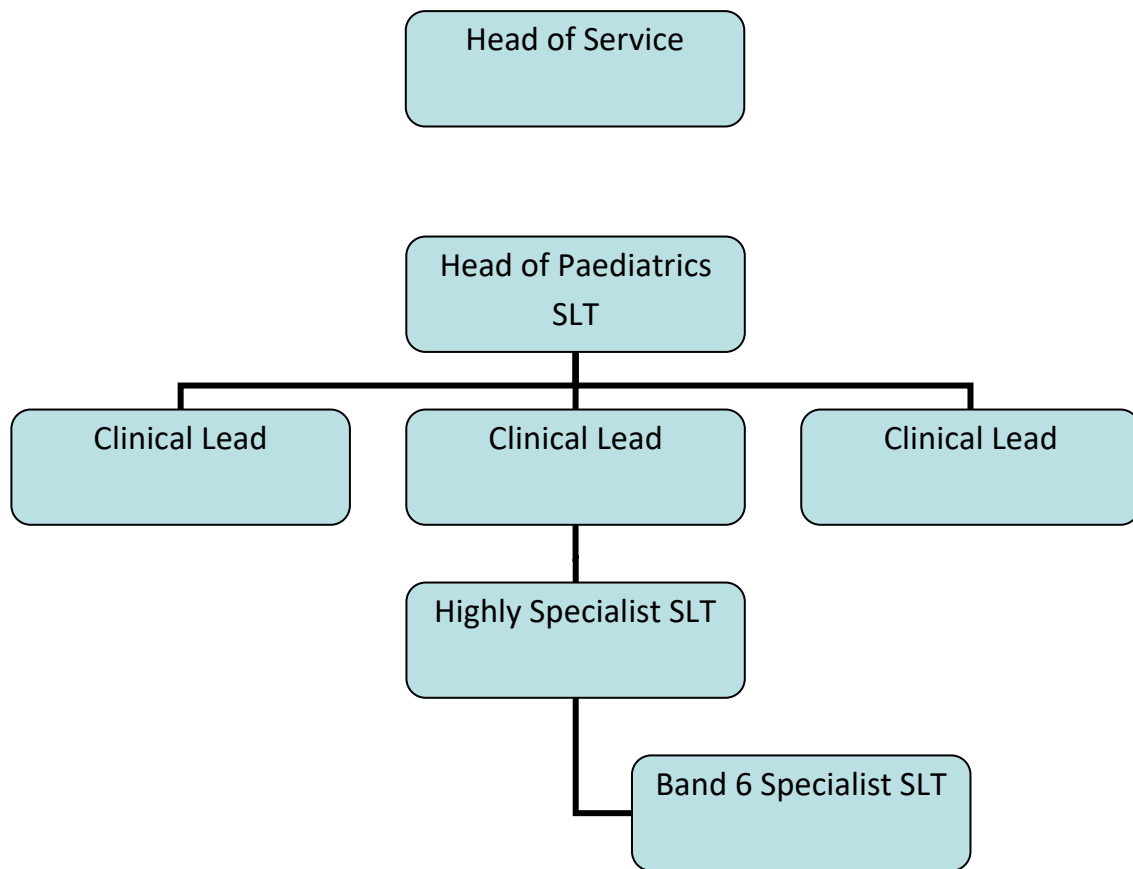 Head of Service
Head of Paediatrics
SLT
Clinical Lead
Clinical Lead
Clinical Lead
Highly Specialist SLT
Band 6 Specialist SLT